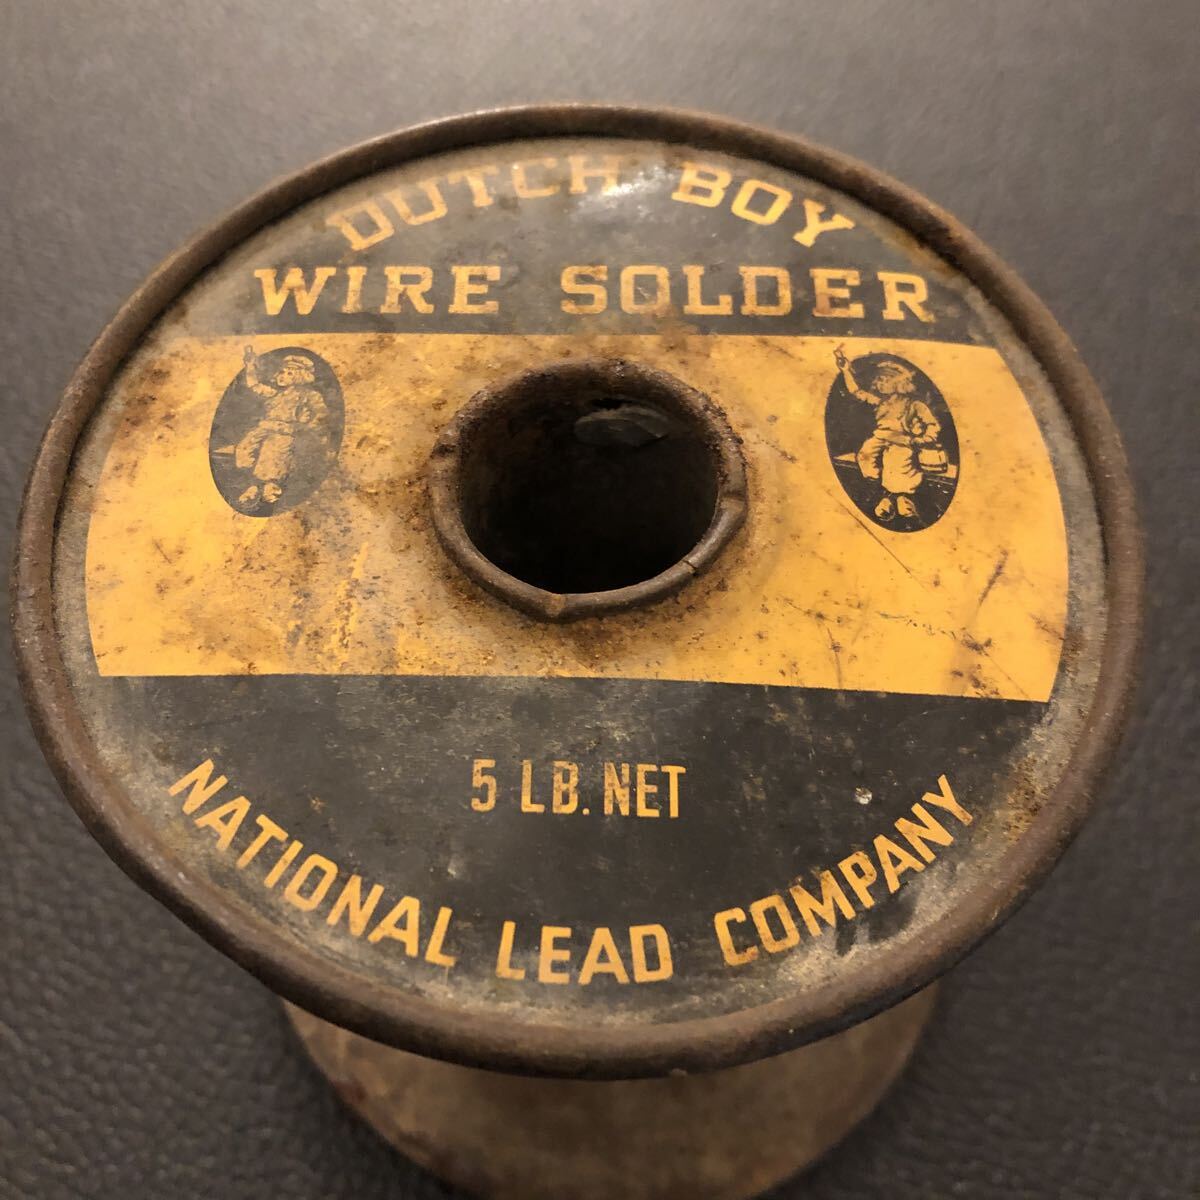 DUTCH BOY
WIRE SOLDER
5 LB. NET
NATIONAL LEAD COMPANY